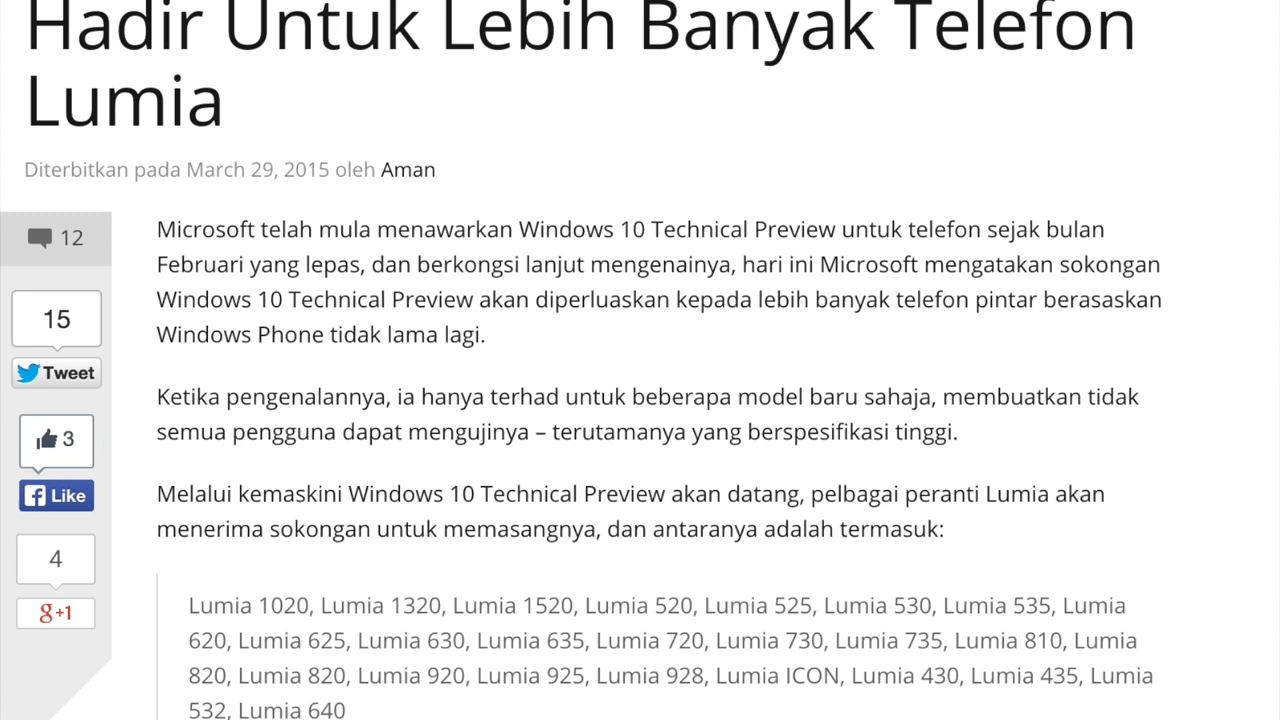 Hadir Untuk Lebih Banyak Telefon
Lumia
Diterbitkan pada March 29, 2015 oleh Aman
12
15
Tweet
3
Like
4
g+1
Microsoft telah mula menawarkan Windows 10 Technical Preview untuk telefon sejak bulan
Februari yang lepas, dan berkongsi lanjut mengenainya, hari ini Microsoft mengatakan sokongan
Windows 10 Technical Preview akan diperluaskan kepada lebih banyak telefon pintar berasaskan
Windows Phone tidak lama lagi.
Ketika pengenalannya, ia hanya terhad untuk beberapa model baru sahaja, membuatkan tidak
semua pengguna dapat mengujinya – terutamanya yang berspesifikasi tinggi.
Melalui kemaskini Windows 10 Technical Preview akan datang, pelbagai peranti Lumia akan
menerima sokongan untuk memasangnya, dan antaranya adalah termasuk:
Lumia 1020, Lumia 1320, Lumia 1520, Lumia 520, Lumia 525, Lumia 530, Lumia 535, Lumia
620, Lumia 625, Lumia 630, Lumia 635, Lumia 720, Lumia 730, Lumia 735, Lumia 810, Lumia
820, Lumia 820, Lumia 920, Lumia 925, Lumia 928, Lumia ICON, Lumia 430, Lumia 435, Lumia
532, Lumia 640